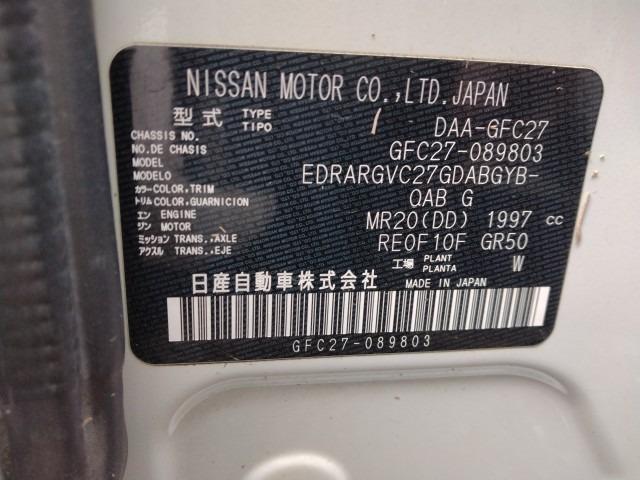 NISSAN MOTOR CO.,LTD.JAPAN
型式 TYPE TIPO DAA-GFC27
CHASSIS NO. NO.DE CHASSIS GFC27-089803
MODEL MODELO EDRARGVC27GDABGYB-
カラー COLOR,TRIM トリム COLOR,GUARNICION QAB G
エン ENGINE ジン MOTOR MR20(DD) 1997 cc
ミッション TRANS.,AXLE アクスル TRANS.,EJE RE0F10F GR50
工場 PLANT PLANTA W
日産自動車株式会社 MADE IN JAPAN
GFC27-089803